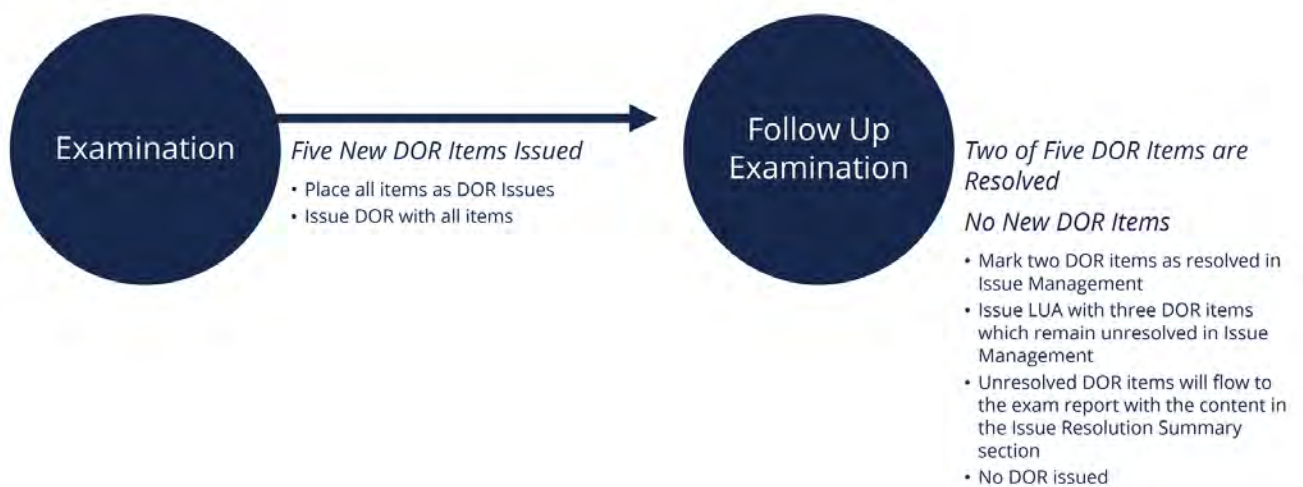 Examination
Five New DOR Items Issued
• Place all items as DOR Issues
• Issue DOR with all items
Follow Up
Examination
Two of Five DOR Items are
Resolved
No New DOR Items
• Mark two DOR items as resolved in
Issue Management
• Issue LUA with three DOR items
which remain unresolved in Issue
Management
• Unresolved DOR items will flow to
the exam report with the content in
the Issue Resolution Summary
section
• No DOR issued